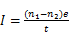 I = (n₁−n₂)e / t